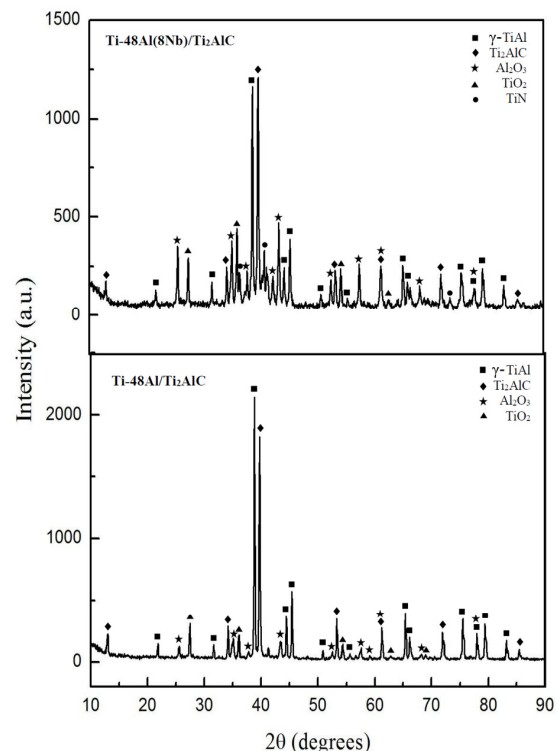 Ti-48Al(8Nb)/Ti₂AlC
■ γ-TiAl
◆ Ti₂AlC
★ Al₂O₃
▲ TiO₂
● TiN
1500
1000
500
0
Intensity (a.u.)
Ti-48Al/Ti₂AlC
■ γ-TiAl
◆ Ti₂AlC
★ Al₂O₃
▲ TiO₂
2000
1000
0
10 20 30 40 50 60 70 80 90
2θ (degrees)